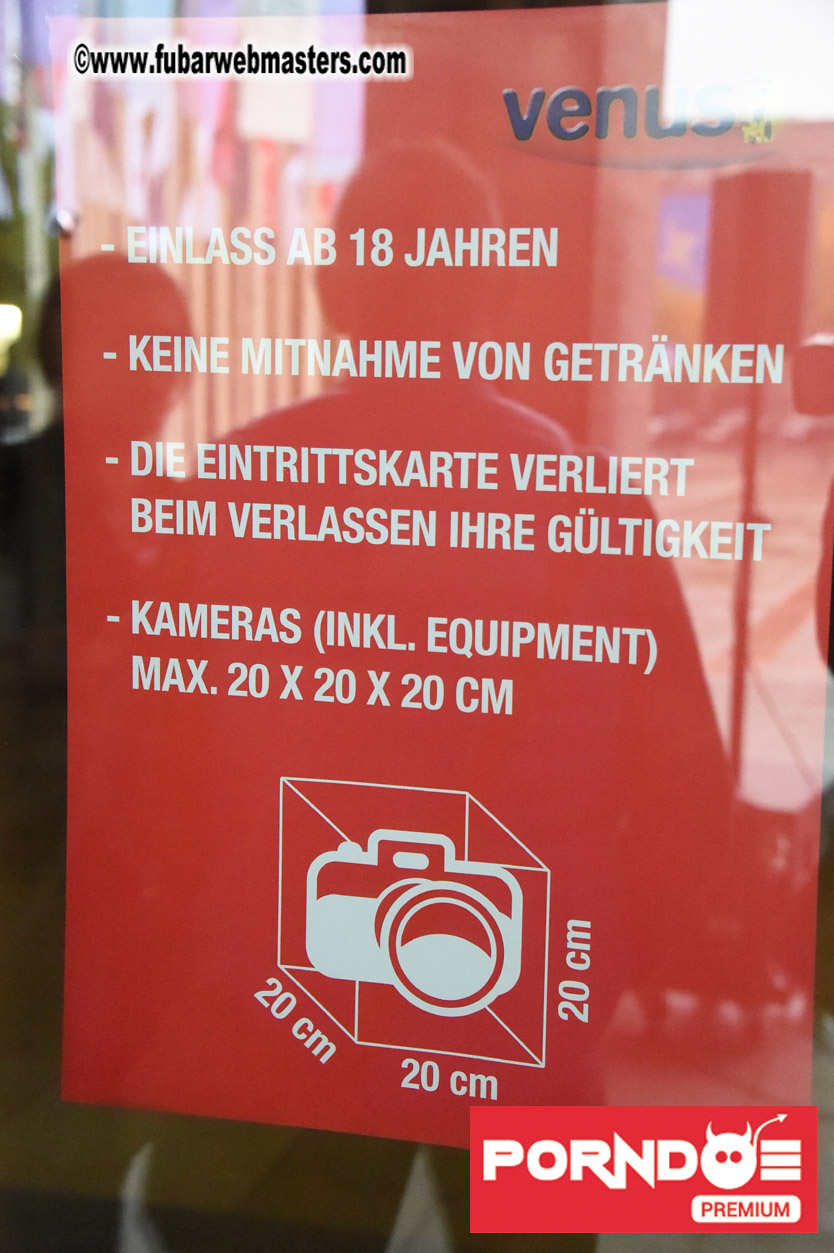 ©www.fubarwebmasters.com
venus
- EINLASS AB 18 JAHREN
- KEINE MITNAHME VON GETRÄNKEN
- DIE EINTRITTSKARTE VERLIERT
BEIM VERLASSEN IHRE GÜLTIGKEIT
- KAMERAS (INKL. EQUIPMENT)
MAX. 20 X 20 X 20 CM
20 cm
20 cm
20 cm
PORNDOE
PREMIUM